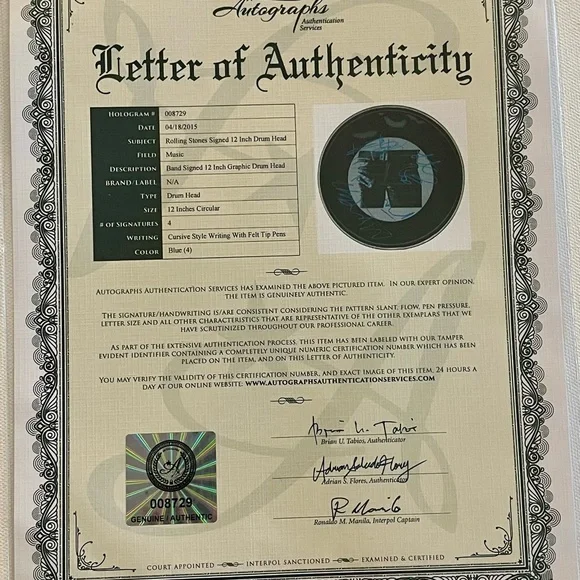 Autographs
Authentication
Services
Letter of Authenticity
HOLOGRAM # 008729
DATE 04/18/2015
SUBJECT Rolling Stones Signed 12 Inch Drum Head
FIELD Music
DESCRIPTION Band Signed 12 Inch Graphic Drum Head
BRAND/LABEL N/A
TYPE Drum Head
SIZE 12 Inches Circular
# OF SIGNATURES 4
WRITING Cursive Style Writing With Felt Tip Pens
COLOR Blue (4)
AUTOGRAPHS AUTHENTICATION SERVICES HAS EXAMINED THE ABOVE PICTURED ITEM. IN OUR EXPERT OPINION,
THE ITEM IS GENUINELY AUTHENTIC.
THE SIGNATURE/HANDWRITING IS/ARE CONSISTENT CONSIDERING THE PATTERN SLANT, FLOW, PEN PRESSURE,
LETTER SIZE AND ALL OTHER CHARACTERISTICS THAT ARE REPRESENTATIVE OF THE OTHER EXEMPLARS THAT WE
HAVE SCRUTINIZED THROUGHOUT OUR PROFESSIONAL CAREER.
AS PART OF THE EXTENSIVE AUTHENTICATION PROCESS, THIS ITEM HAS BEEN LABELED WITH OUR TAMPER
EVIDENT IDENTIFIER CONTAINING A COMPLETELY UNIQUE NUMERIC CERTIFICATION NUMBER WHICH HAS BEEN
PLACED ON THE ITEM, AND ON THIS LETTER OF AUTHENTICITY.
YOU MAY VERIFY THE VALIDITY OF THIS CERTIFICATION NUMBER, AND EXACT IMAGE OF THIS ITEM, 24 HOURS A
DAY AT OUR ONLINE WEBSITE: WWW.AUTOGRAPHSAUTHENTICATIONSERVICES.COM
Brian U. Tabios
Brian U. Tabios, Authenticator
Adrian Salcedo Flores
Adrian S. Flores, Authenticator
R Manila
Ronaldo M. Manila, Interpol Captain
008729
GENUINE / AUTHENTIC
COURT APPOINTED INTERPOL SANCTIONED EXAMINED & CERTIFIED